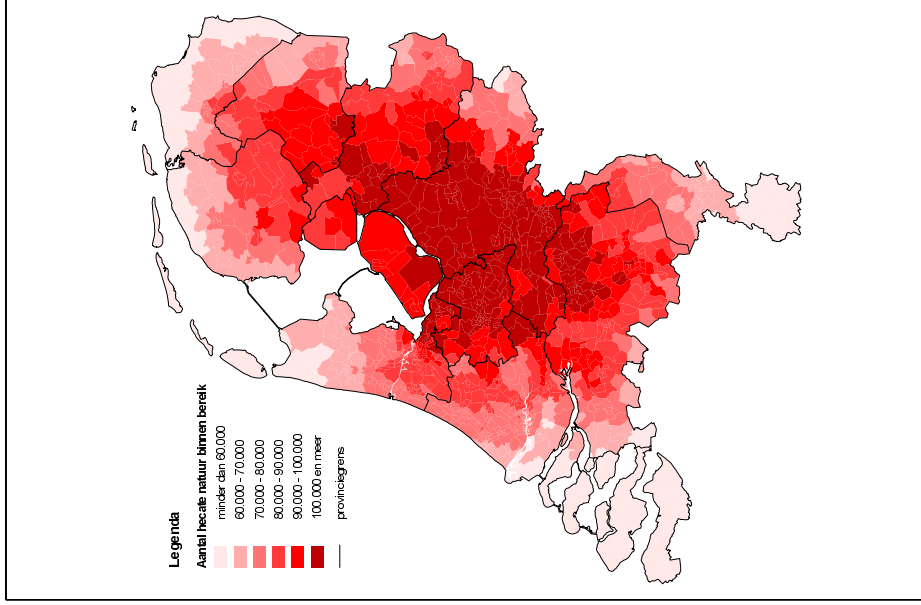 Legenda
Aantal hecate natuur binnen bereik
minder dan 60.000
60.000 - 70.000
70.000 - 80.000
80.000 - 90.000
90.000 - 100.000
100.000 en meer
provinciegrens